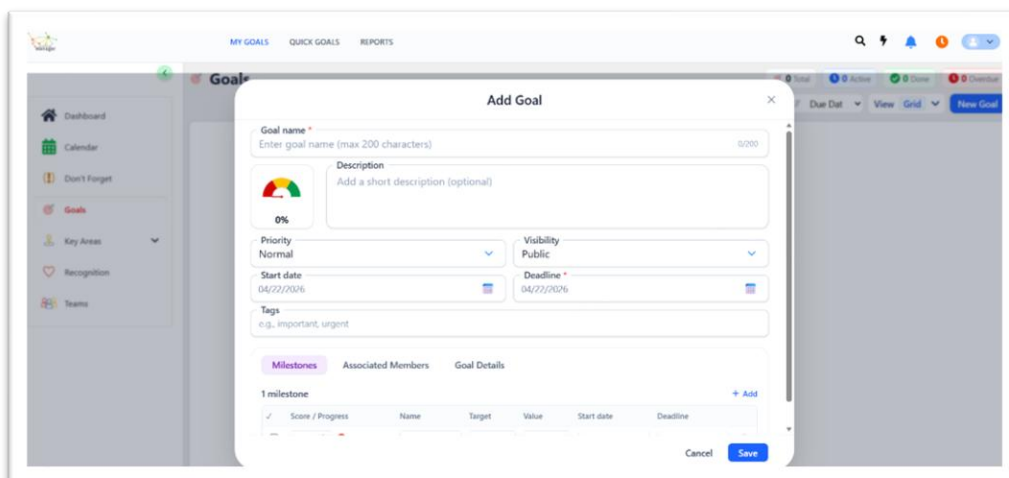 MY GOALS QUICK GOALS REPORTS
Goals
0 Total 0 Active 0 Done 0 Overdue
Due Dat View Grid New Goal
Dashboard
Calendar
Don't Forget
Goals
Key Areas
Recognition
Teams
Add Goal
Goal name *
Enter goal name (max 200 characters) 0/200
Description
Add a short description (optional)
0%
Priority
Normal
Visibility
Public
Start date
04/22/2026
Deadline *
04/22/2026
Tags
e.g., important, urgent
Milestones Associated Members Goal Details
1 milestone + Add
✓ Score / Progress Name Target Value Start date Deadline
Cancel Save